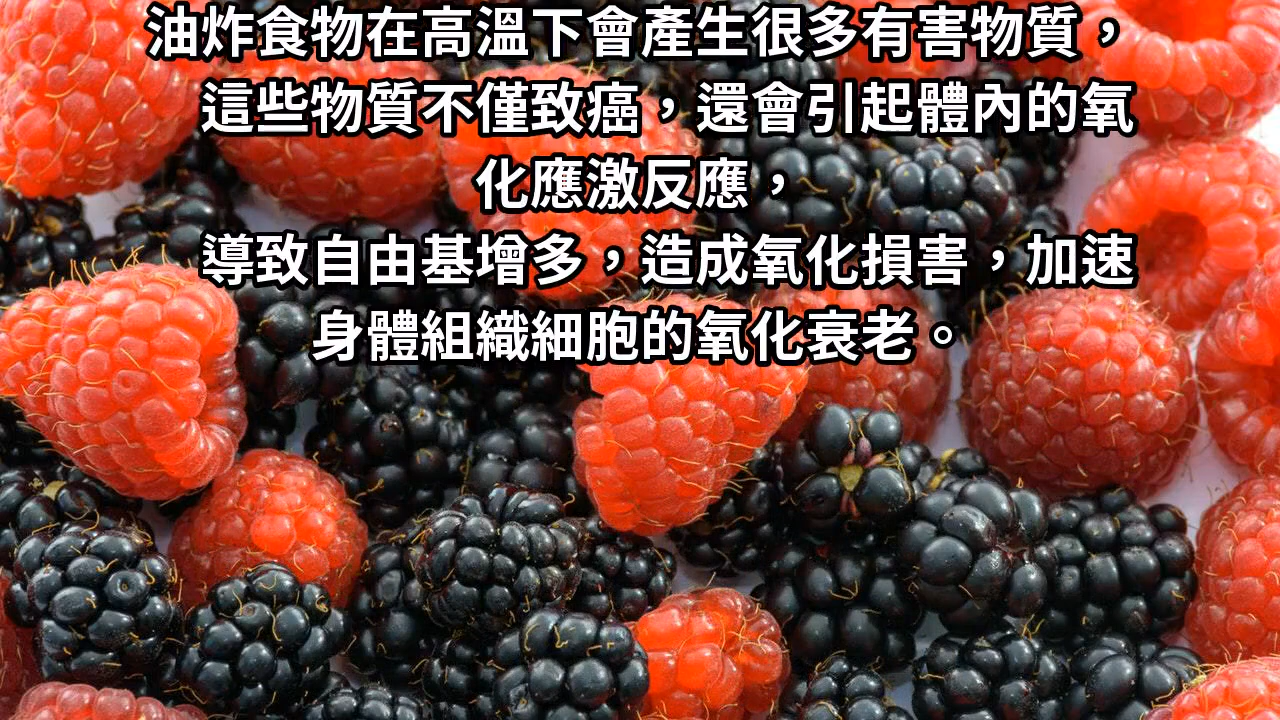 油炸食物在高溫下會產生很多有害物質，
這些物質不僅致癌，還會引起體內的氧
化應激反應，
導致自由基增多，造成氧化損害，加速
身體組織細胞的氧化衰老。